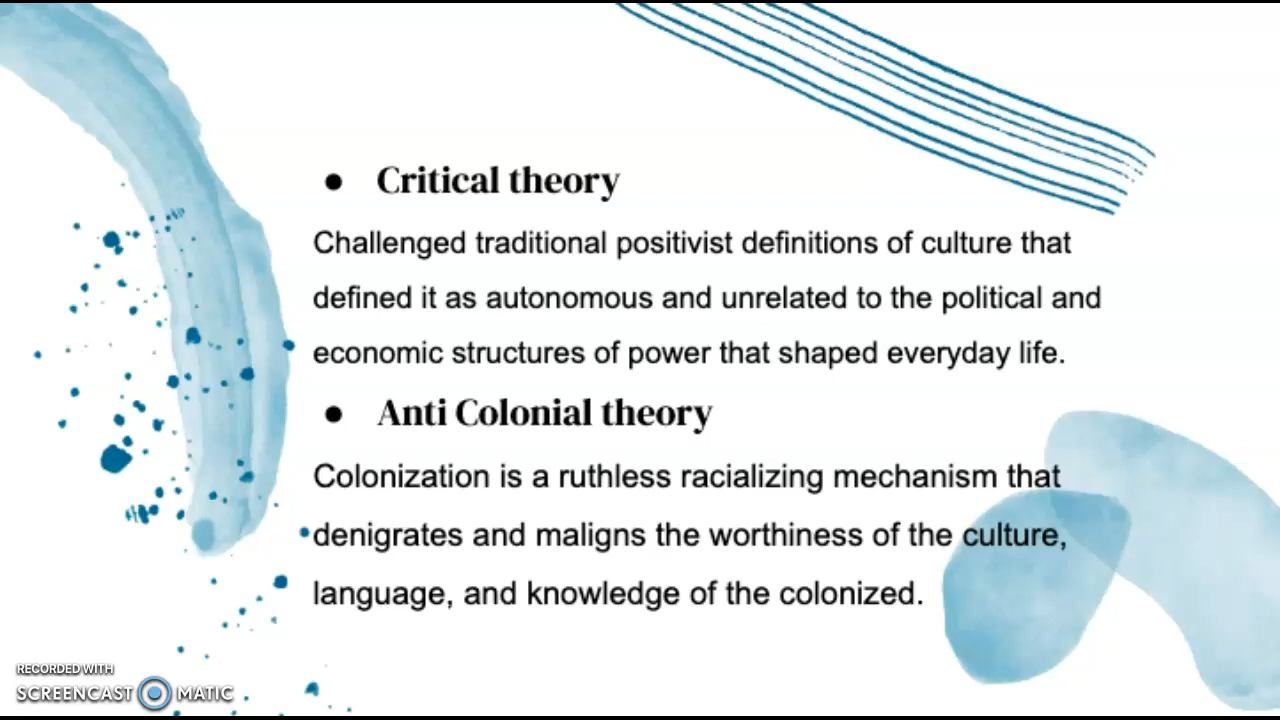 ● Critical theory
Challenged traditional positivist definitions of culture that
defined it as autonomous and unrelated to the political and
economic structures of power that shaped everyday life.
● Anti Colonial theory
Colonization is a ruthless racializing mechanism that
denigrates and maligns the worthiness of the culture,
language, and knowledge of the colonized.
RECORDED WITH
SCREENCAST MATIC